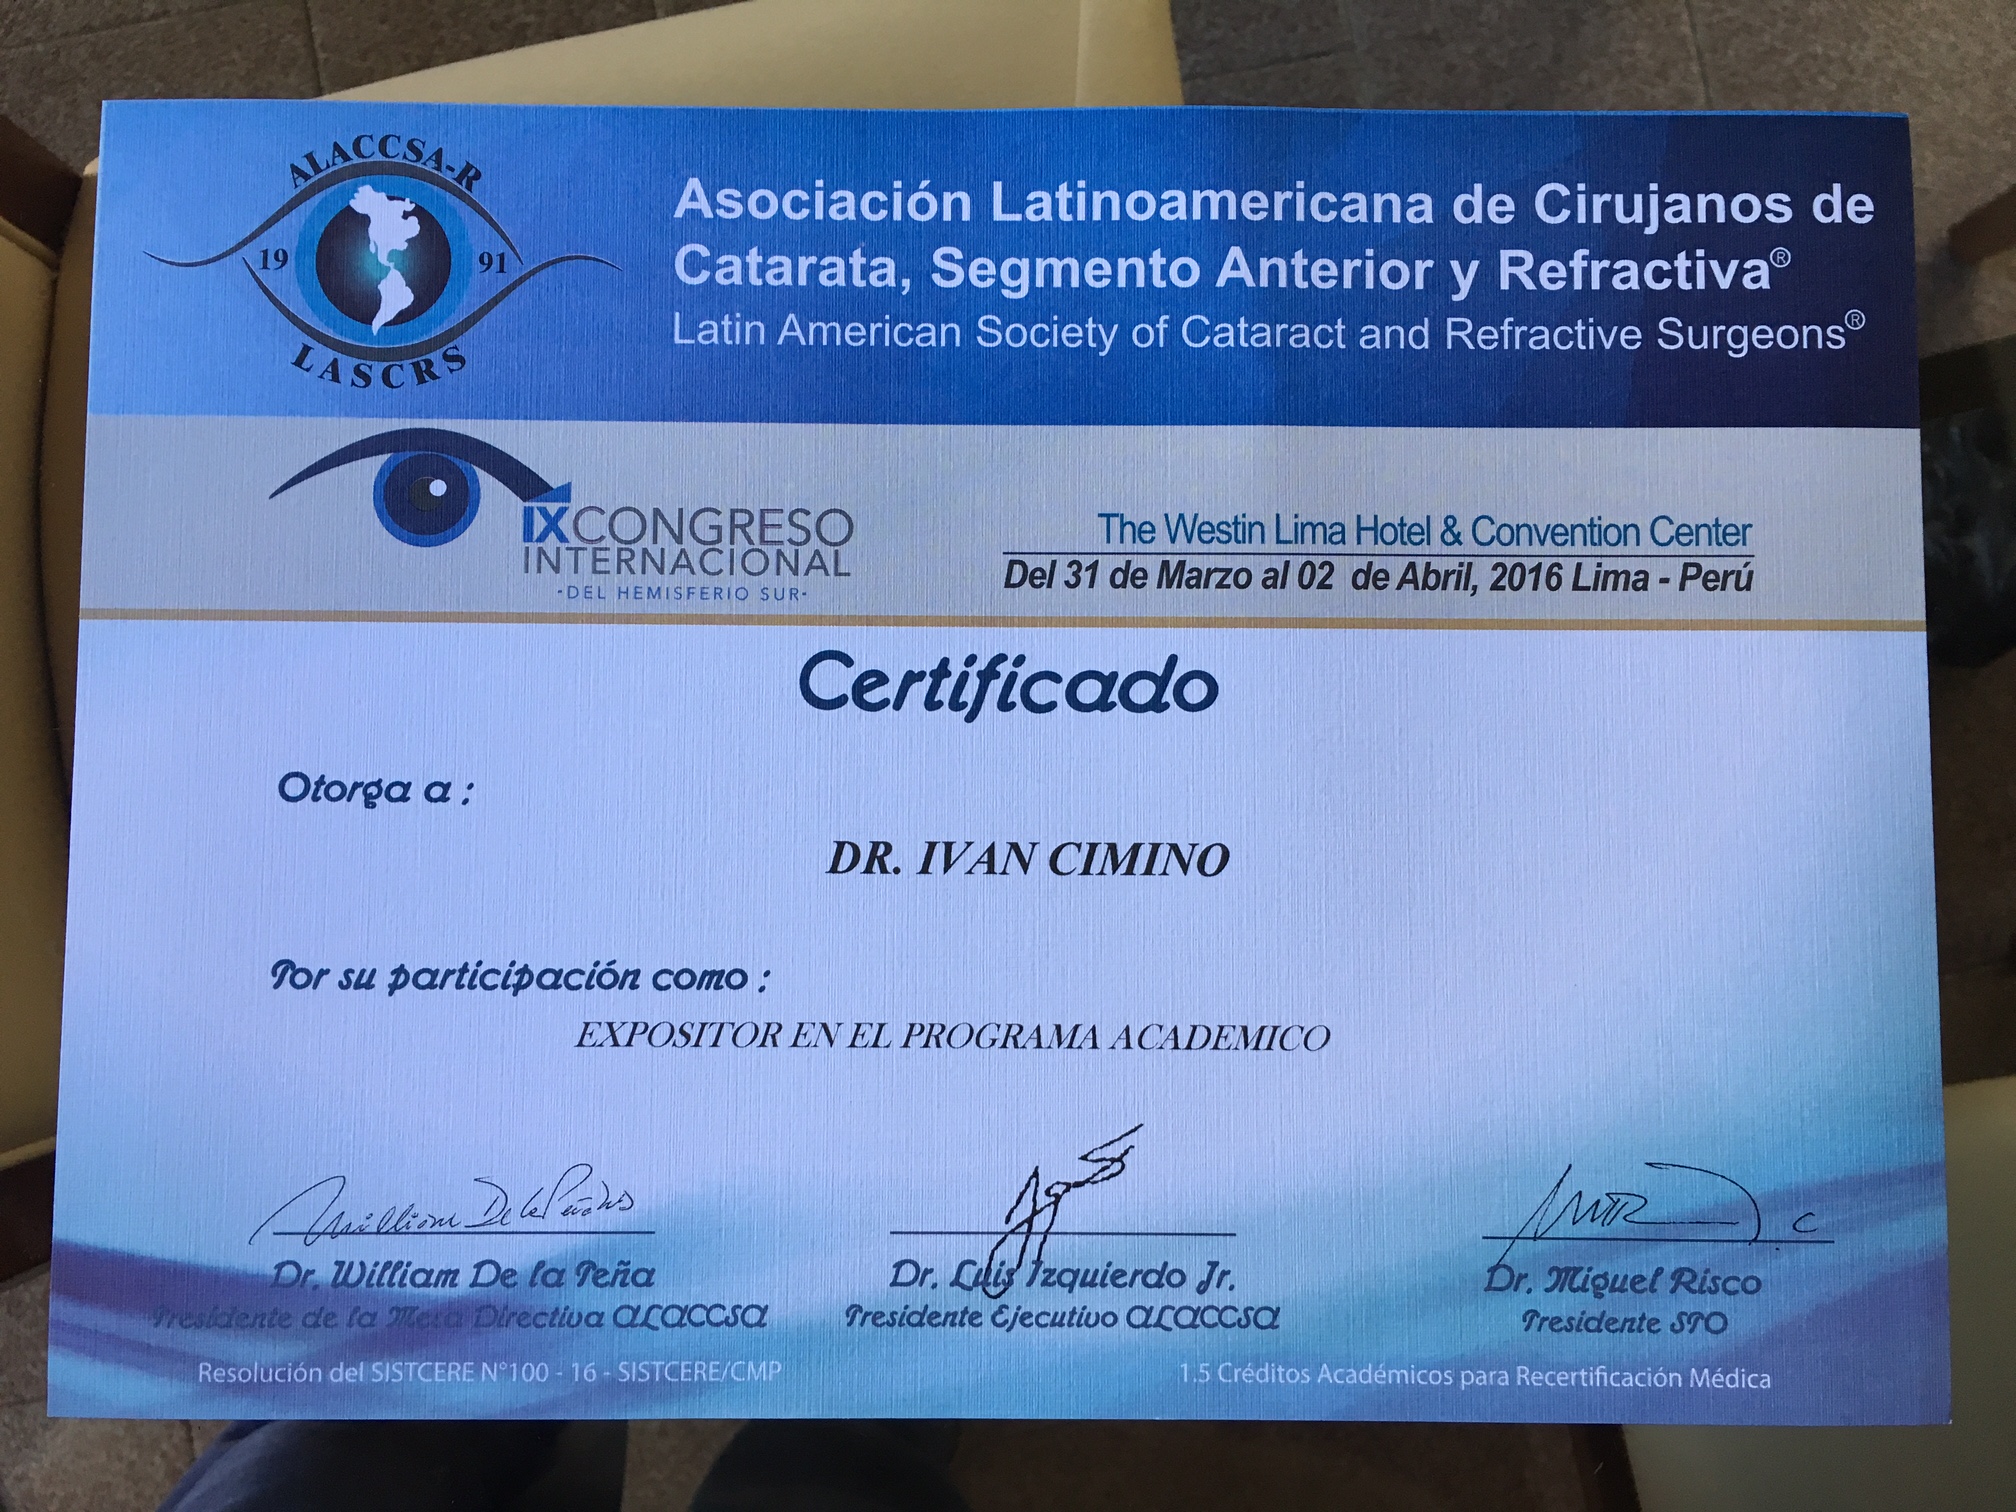 ALACCSA-R
19 91
LASCRS
Asociación Latinoamericana de Cirujanos de
Catarata, Segmento Anterior y Refractiva®
Latin American Society of Cataract and Refractive Surgeons®
IX CONGRESO
INTERNACIONAL
-DEL HEMISFERIO SUR-
The Westin Lima Hotel & Convention Center
Del 31 de Marzo al 02 de Abril, 2016 Lima - Perú
Certificado
Otorga a :
DR. IVAN CIMINO
Por su participación como :
EXPOSITOR EN EL PROGRAMA ACADEMICO
Dr. William De la Peña
Presidente de la Mesa Directiva ALACCSA
Dr. Luis Izquierdo Jr.
Presidente Ejecutivo ALACCSA
Dr. Miguel Risco
Presidente SPO
Resolución del SISTCERE N°100 - 16 - SISTCERE/CMP
1.5 Créditos Académicos para Recertificación Médica